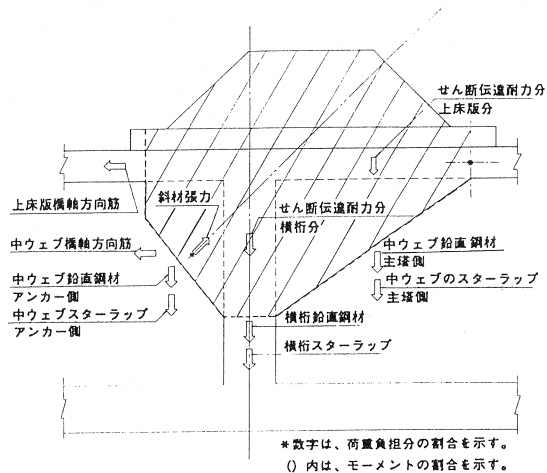 せん断伝達耐力分
上床版分
上床版橋軸方向筋
斜材張力
せん断伝達耐力分
横桁分
中ウェブ橋軸方向筋
中ウェブ鉛直鋼材
アンカー側
中ウェブスターラップ
アンカー側
中ウェブ鉛直鋼材
主塔側
中ウェブのスターラップ
主塔側
横桁鉛直鋼材
横桁スターラップ
*数字は、荷重負担分の割合を示す。
()内は、モーメントの割合を示す。